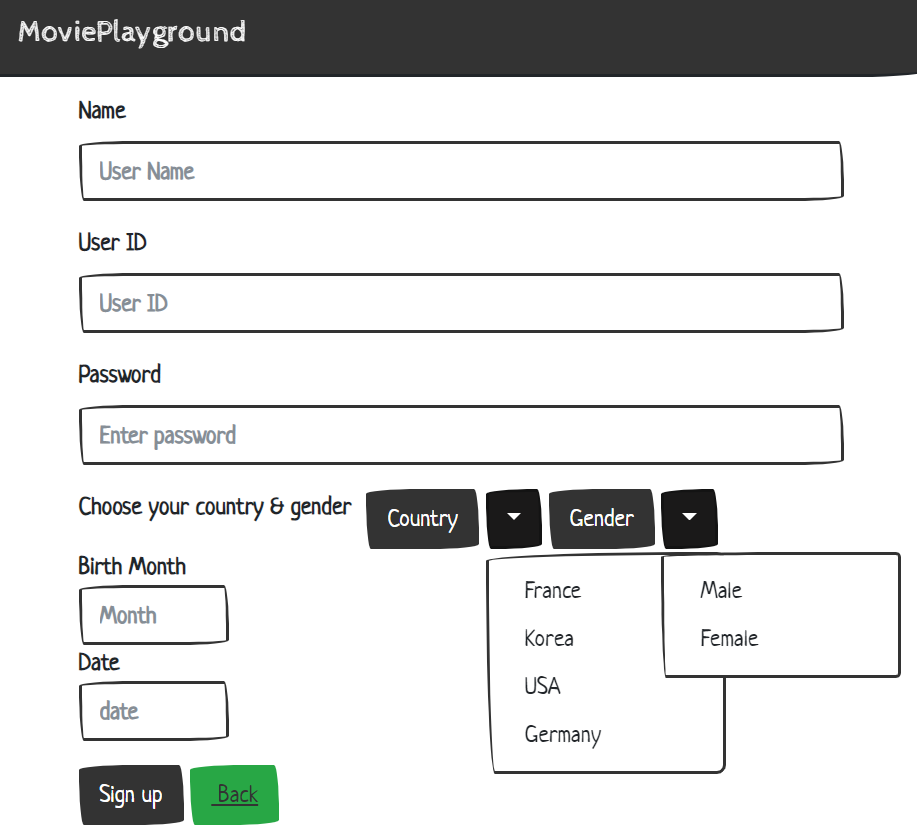 MoviePlayground
Name
User Name
User ID
User ID
Password
Enter password
Choose your country & gender Country Gender
Birth Month
Month
Date
date
France
Korea
USA
Germany
Male
Female
Sign up Back